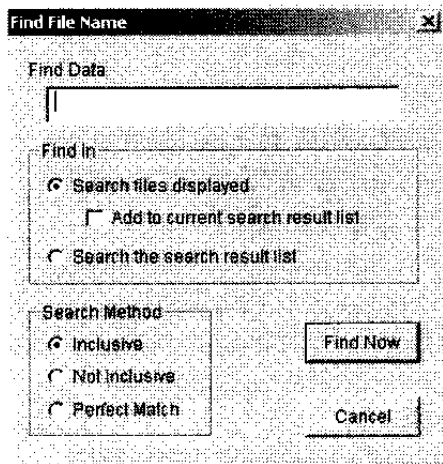 Find File Name
Find Data
Find in
Search files displayed
Add to current search result list
Search the search result list
Search Method
Inclusive
Not Inclusive
Perfect Match
Find Now
Cancel